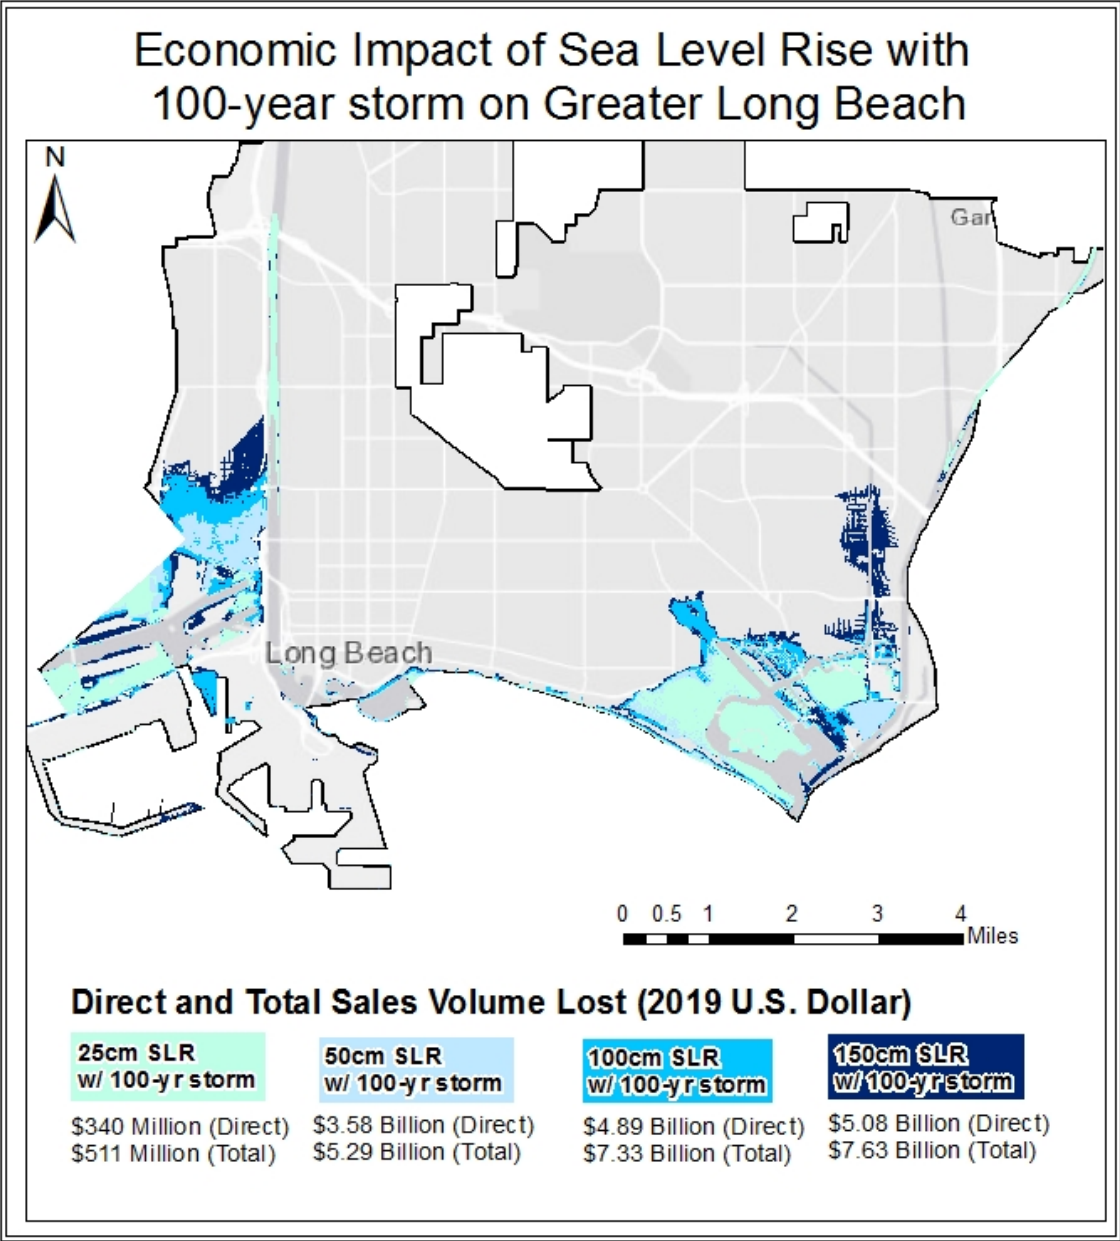 Economic Impact of Sea Level Rise with
100-year storm on Greater Long Beach
N
Gar
Long Beach
0 0.5 1 2 3 4
Miles
Direct and Total Sales Volume Lost (2019 U.S. Dollar)
25cm SLR
w/ 100-yr storm
$340 Million (Direct)
$511 Million (Total)
50cm SLR
w/ 100-yr storm
$3.58 Billion (Direct)
$5.29 Billion (Total)
100cm SLR
w/ 100-yr storm
$4.89 Billion (Direct)
$7.33 Billion (Total)
150cm SLR
w/ 100-yr storm
$5.08 Billion (Direct)
$7.63 Billion (Total)